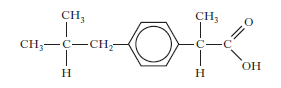 CH₃ CH₃ O
CH₃—C—CH₂ C—C
H H OH